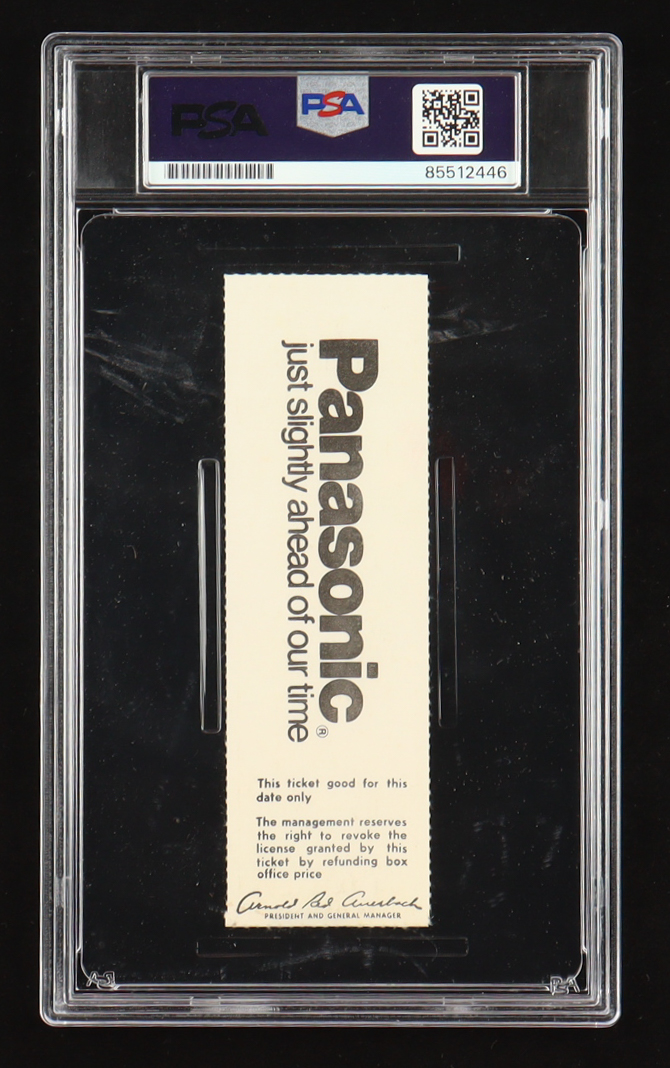 PSA
PSA
85512446
Panasonic®
just slightly ahead of our time
This ticket good for this
date only
The management reserves
the right to revoke the
license granted by this
ticket by refunding box
office price
Arnold Red Auerbach
PRESIDENT AND GENERAL MANAGER